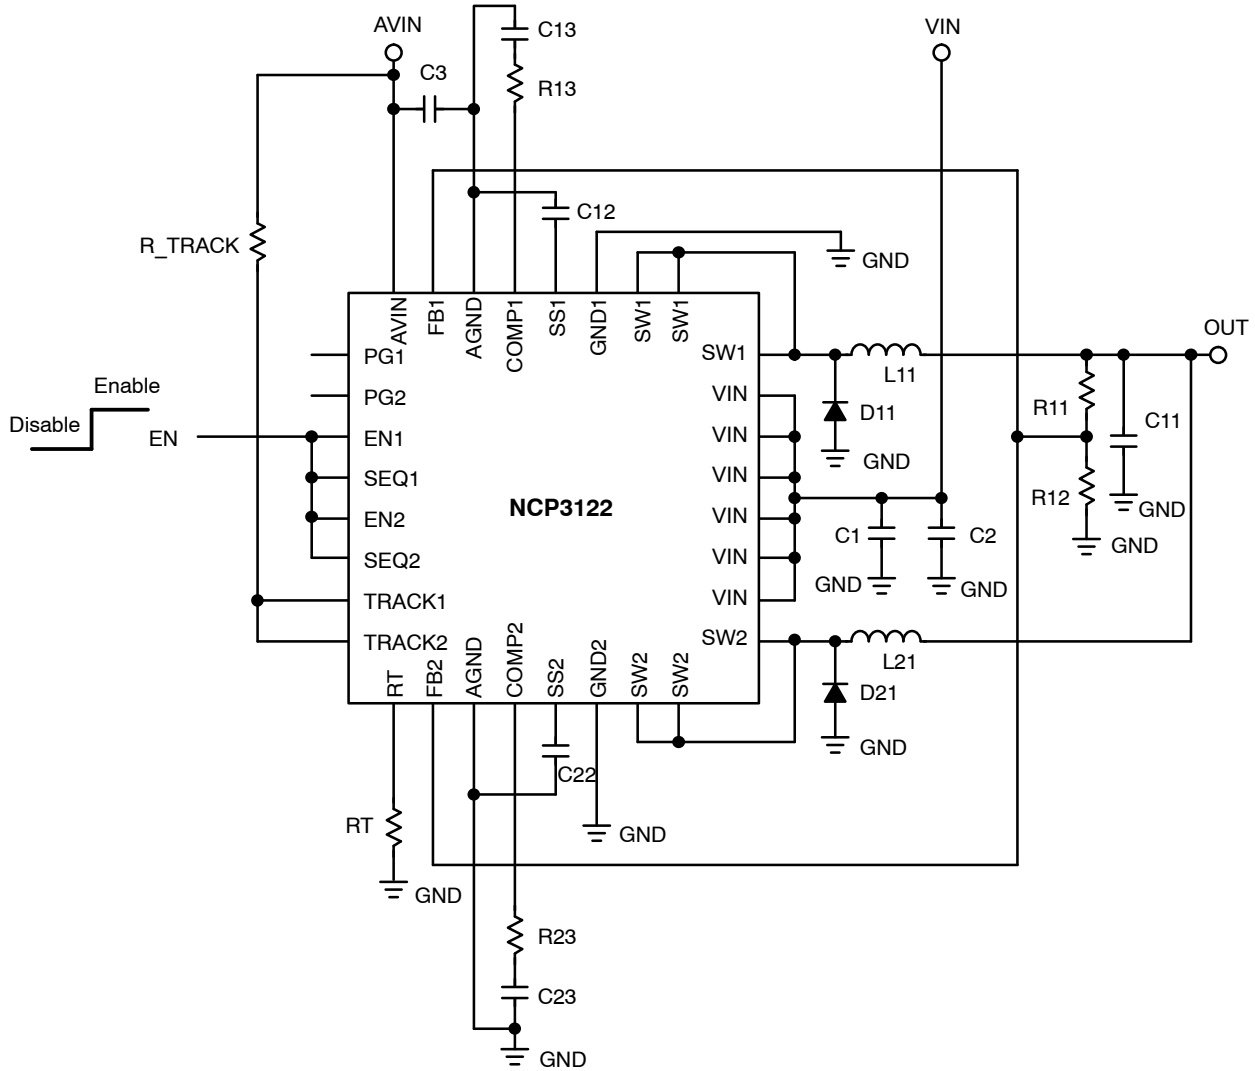 AVIN
C13
VIN
C3
R13
C12
R_TRACK
GND
AVIN
FB1
AGND
COMP1
SS1
GND1
SW1
SW1
OUT
PG1
SW1
L11
Enable
PG2
VIN
R11
D11
C11
Disable
EN
EN1
VIN
GND
SEQ1
VIN
R12
NCP3122
GND
EN2
VIN
C1
C2
GND
SEQ2
VIN
GND
GND
TRACK1
VIN
TRACK2
SW2
L21
RT
FB2
AGND
COMP2
SS2
GND2
SW2
SW2
D21
GND
C22
RT
GND
GND
R23
C23
GND